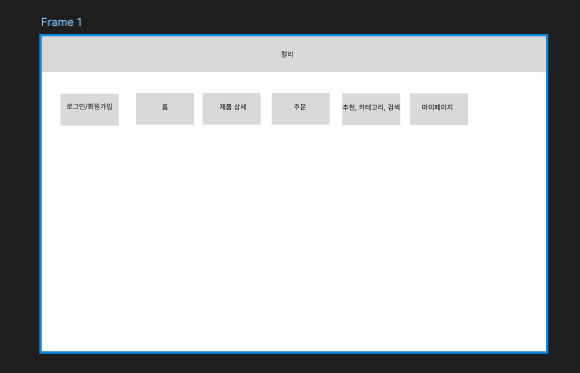 Frame 1
컬리
로그인/회원가입
홈
제품 상세
주문
추천, 카테고리, 검색
마이페이지